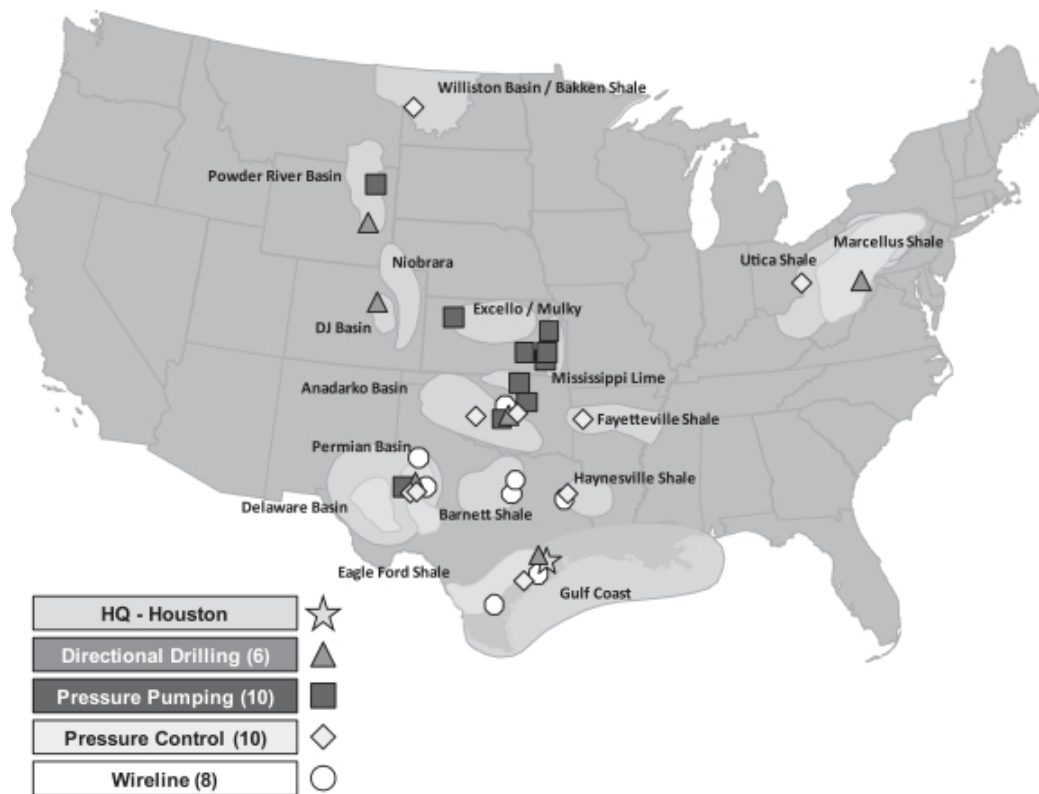 Williston Basin / Bakken Shale
Powder River Basin
Marcellus Shale
Utica Shale
Niobrara
Excello / Mulky
DJ Basin
Mississippi Lime
Anadarko Basin
Fayetteville Shale
Permian Basin
Haynesville Shale
Delaware Basin
Barnett Shale
Eagle Ford Shale
Gulf Coast
HQ - Houston
Directional Drilling (6)
Pressure Pumping (10)
Pressure Control (10)
Wireline (8)